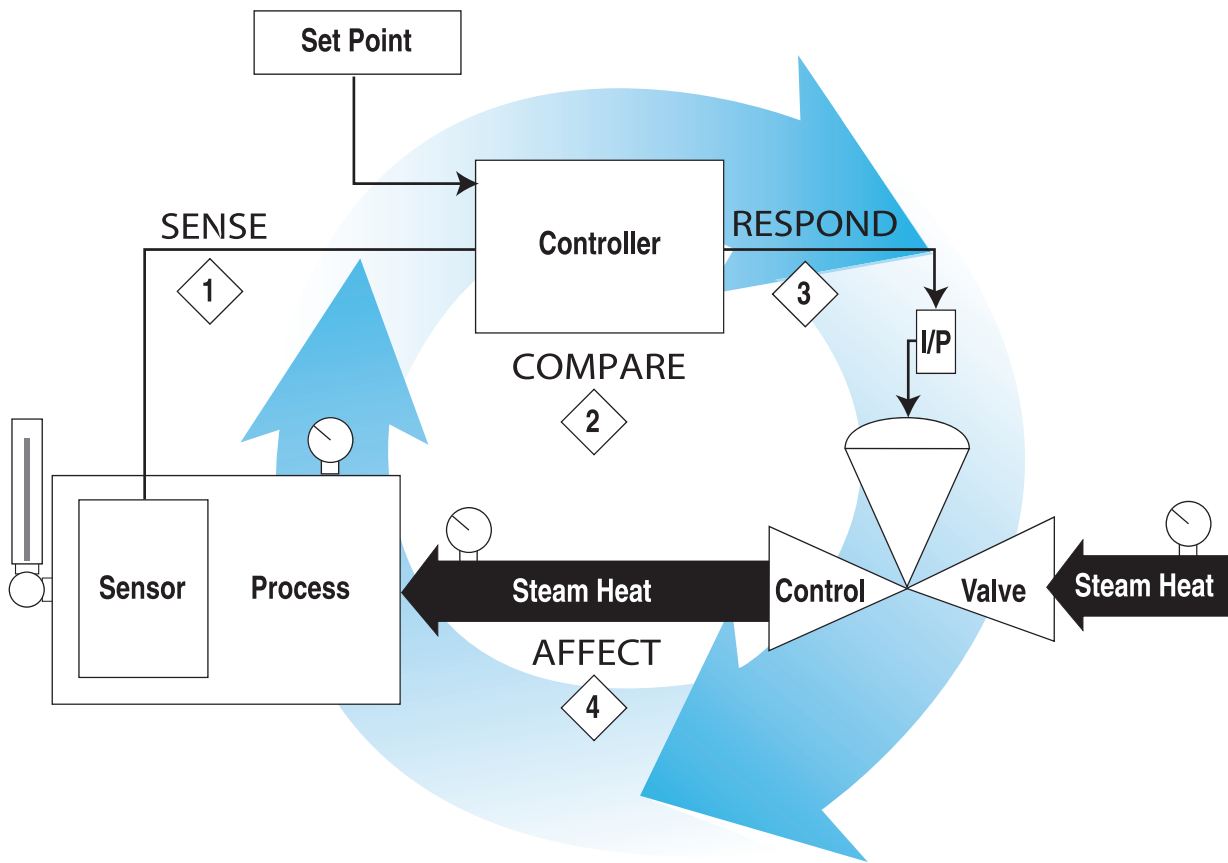 Set Point
SENSE
1
Controller
RESPOND
3
I/P
COMPARE
2
Sensor
Process
Steam Heat
Control
Valve
Steam Heat
AFFECT
4